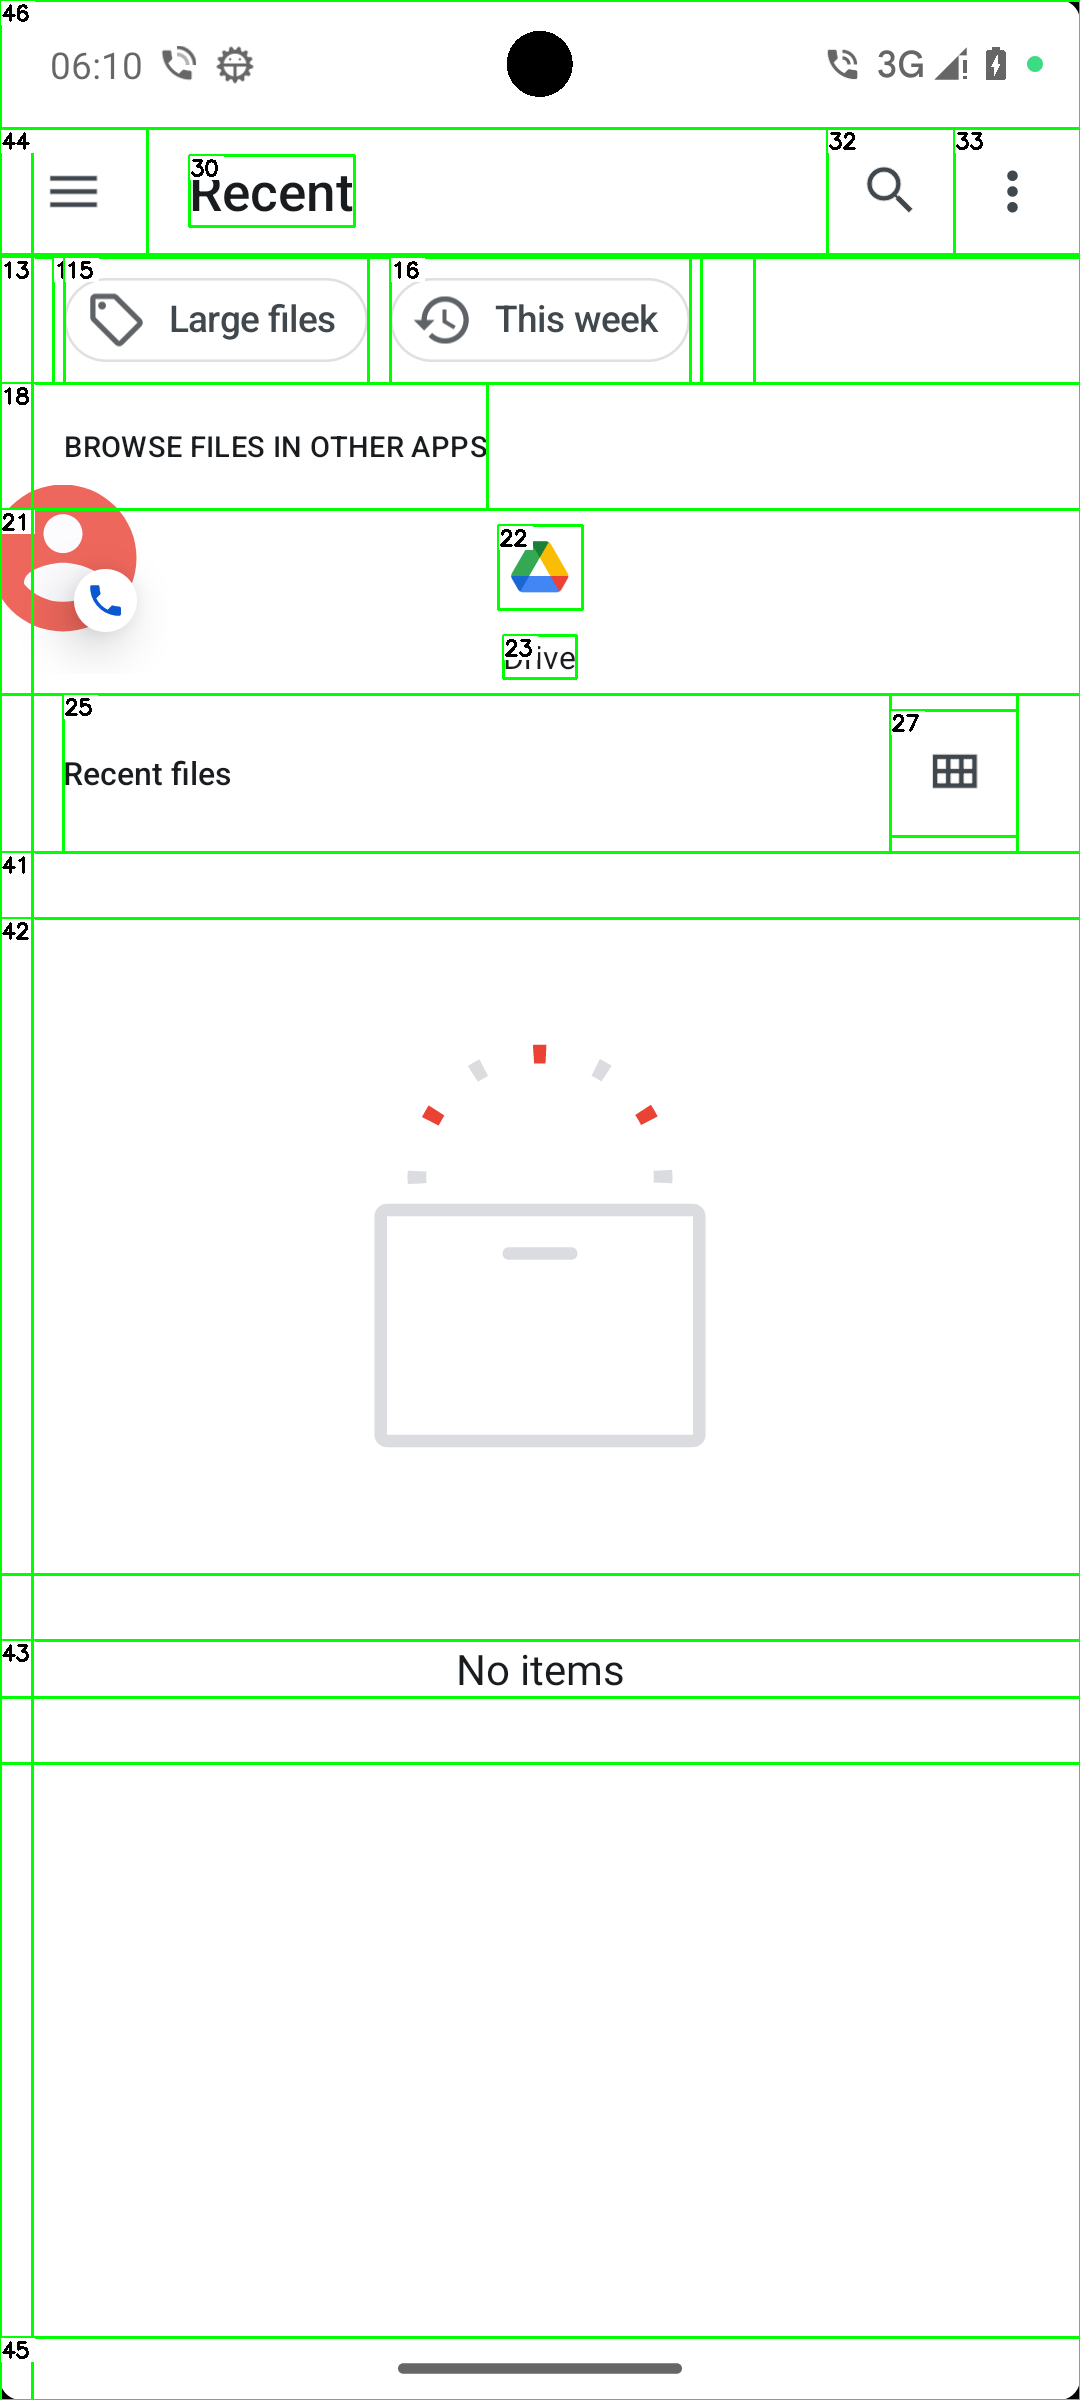 46
06:10
3G
44
30
Recent
32
33
13
115
Large files
16
This week
18
BROWSE FILES IN OTHER APPS
21
22
23
Drive
25
Recent files
27
41
42
43
No items
45